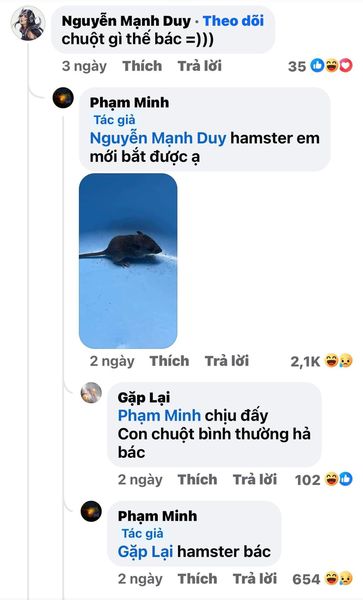 Nguyễn Mạnh Duy · Theo dõi
chuột gì thế bác =)))
3 ngày Thích Trả lời 35
Phạm Minh
Tác giả
Nguyễn Mạnh Duy hamster em
mới bắt được ạ
2 ngày Thích Trả lời 2,1K
Gặp Lại
Phạm Minh chịu đấy
Con chuột bình thường hả
bác
2 ngày Thích Trả lời 102
Phạm Minh
Tác giả
Gặp Lại hamster bác
2 ngày Thích Trả lời 654